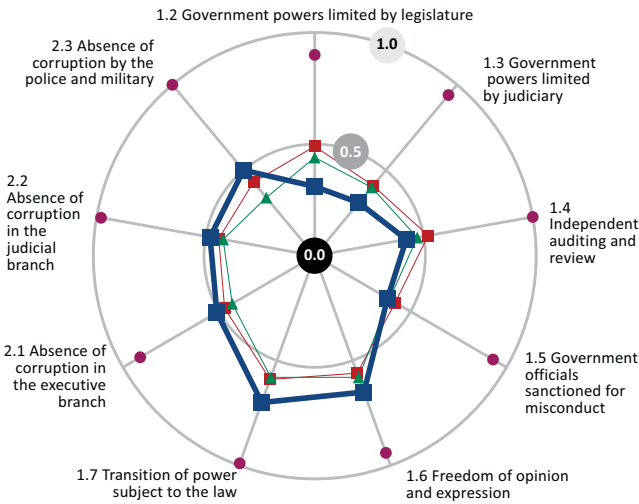 1.2 Government powers limited by legislature
2.3 Absence of
corruption by the
police and military
1.0
1.3 Government
powers limited
by judiciary
0.5
2.2
Absence of
corruption
in the
judicial
branch
1.4
Independent
auditing and
review
0.0
2.1 Absence of
corruption in
the executive
branch
1.5 Government
officials
sanctioned for
misconduct
1.7 Transition of power
subject to the law
1.6 Freedom of opinion
and expression